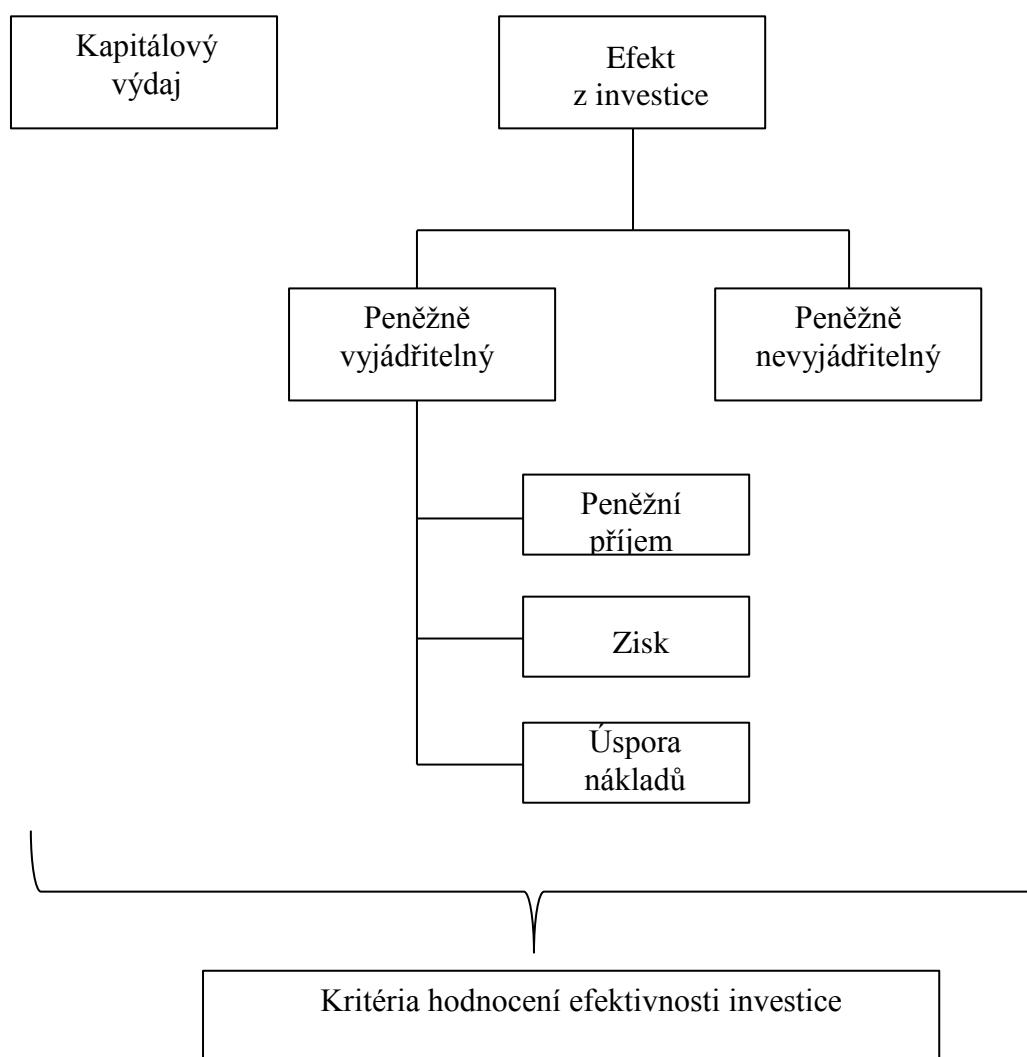 Kapitálový
výdaj
Efekt
z investice
Peněžně
vyjádřitelný
Peněžně
nevyjádřitelný
Peněžní
příjem
Zisk
Úspora
nákladů
Kritéria hodnocení efektivnosti investice